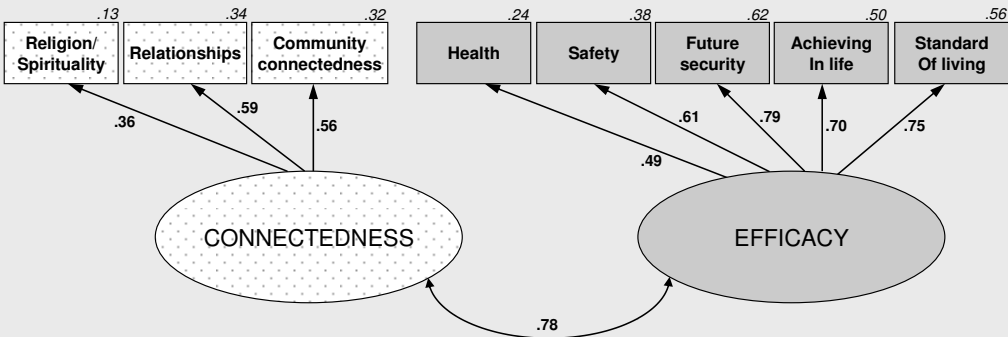 .13
.34
.32
.24
.38
.62
.50
.56
Religion/
Spirituality
Relationships
Community
connectedness
Health
Safety
Future
security
Achieving
In life
Standard
Of living
.36
.59
.56
.49
.61
.79
.70
.75
CONNECTEDNESS
EFFICACY
.78